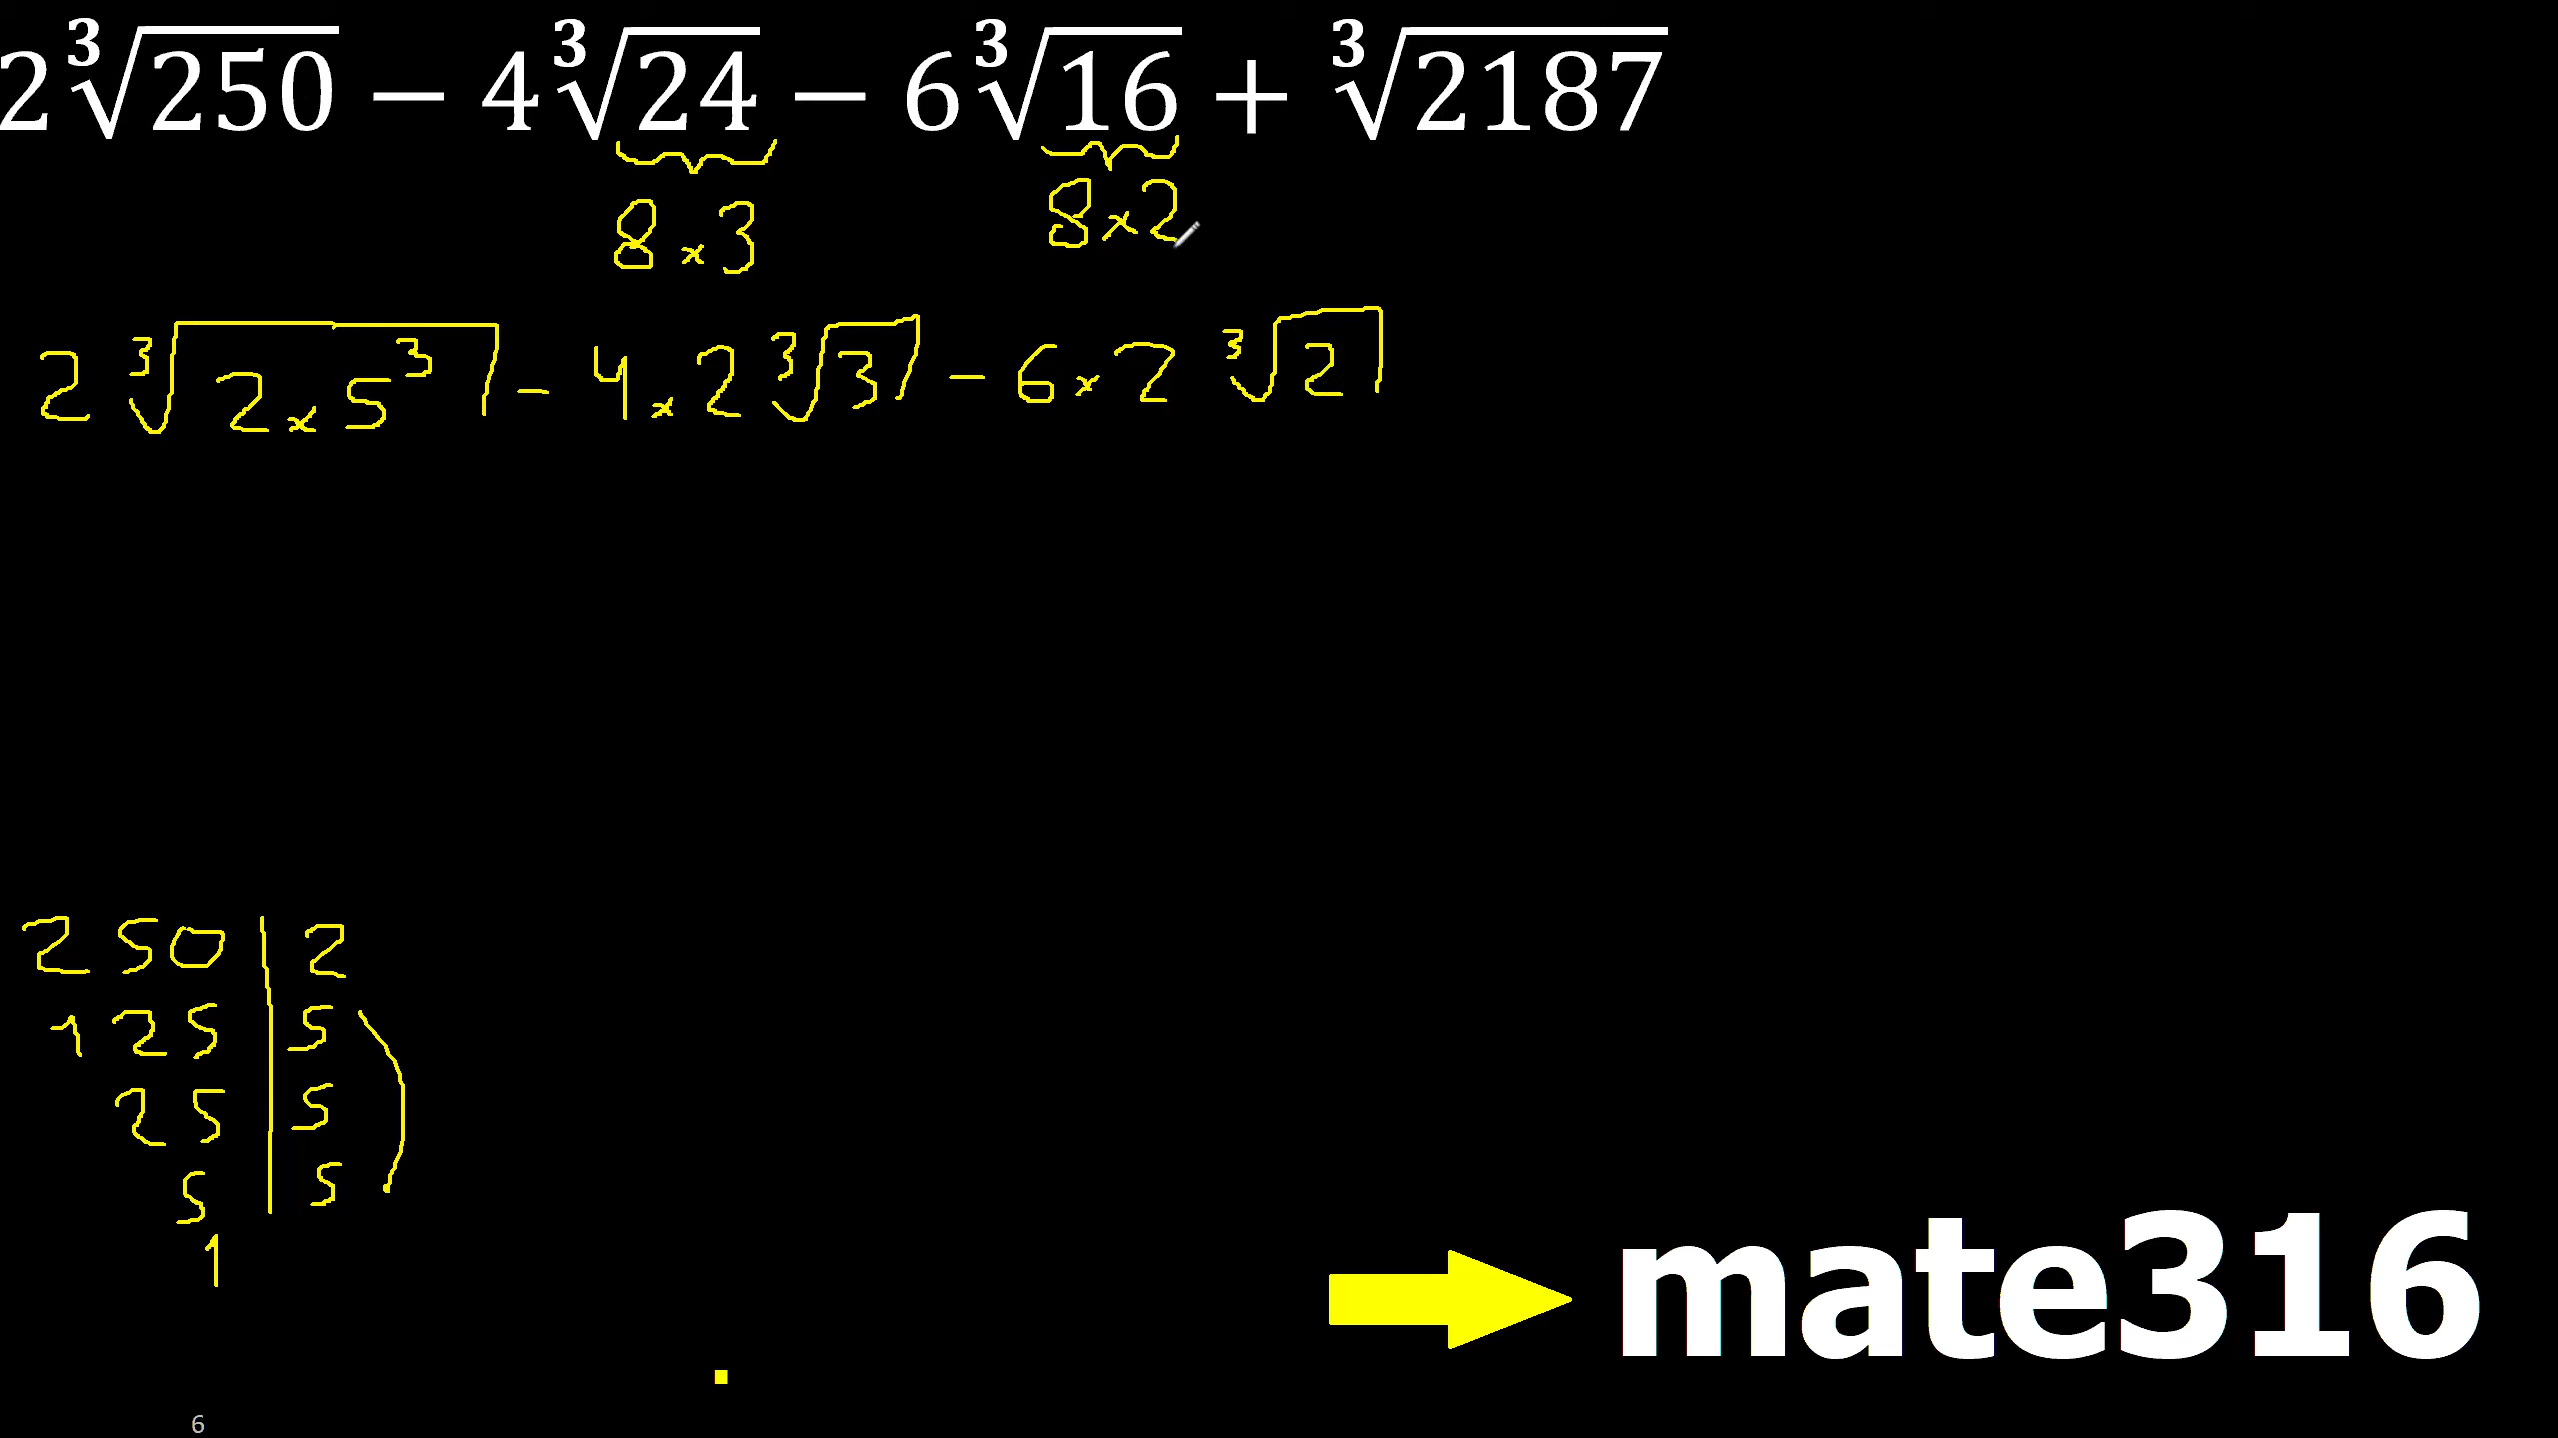 2∛250 − 4∛24 − 6∛16 + ∛2187
8×3 8×2
2 ∛2×5³ − 4×2 ∛3 − 6×2 ∛2
250 | 2
125 | 5
25 | 5
5 | 5
1
mate316
6